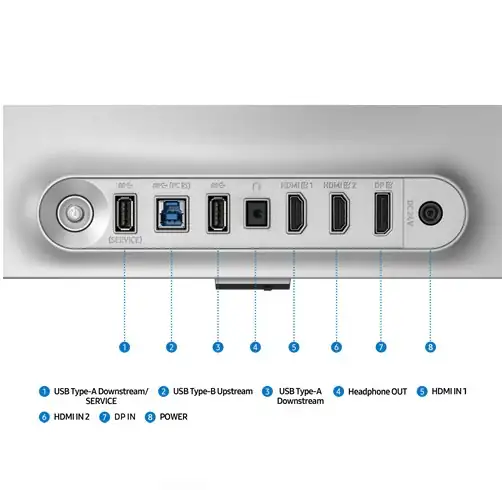 HDMI IN 1 HDMI IN 2 DP IN
(SERVICE)
DC 24V
1 2 3 4 5 6 7 8
1 USB Type-A Downstream/ SERVICE 2 USB Type-B Upstream 3 USB Type-A Downstream 4 Headphone OUT 5 HDMI IN 1
6 HDMI IN 2 7 DP IN 8 POWER